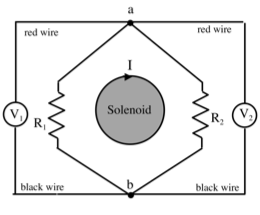 a
red wire
red wire
I
V₁
R₁
Solenoid
R₂
V₂
b
black wire
black wire